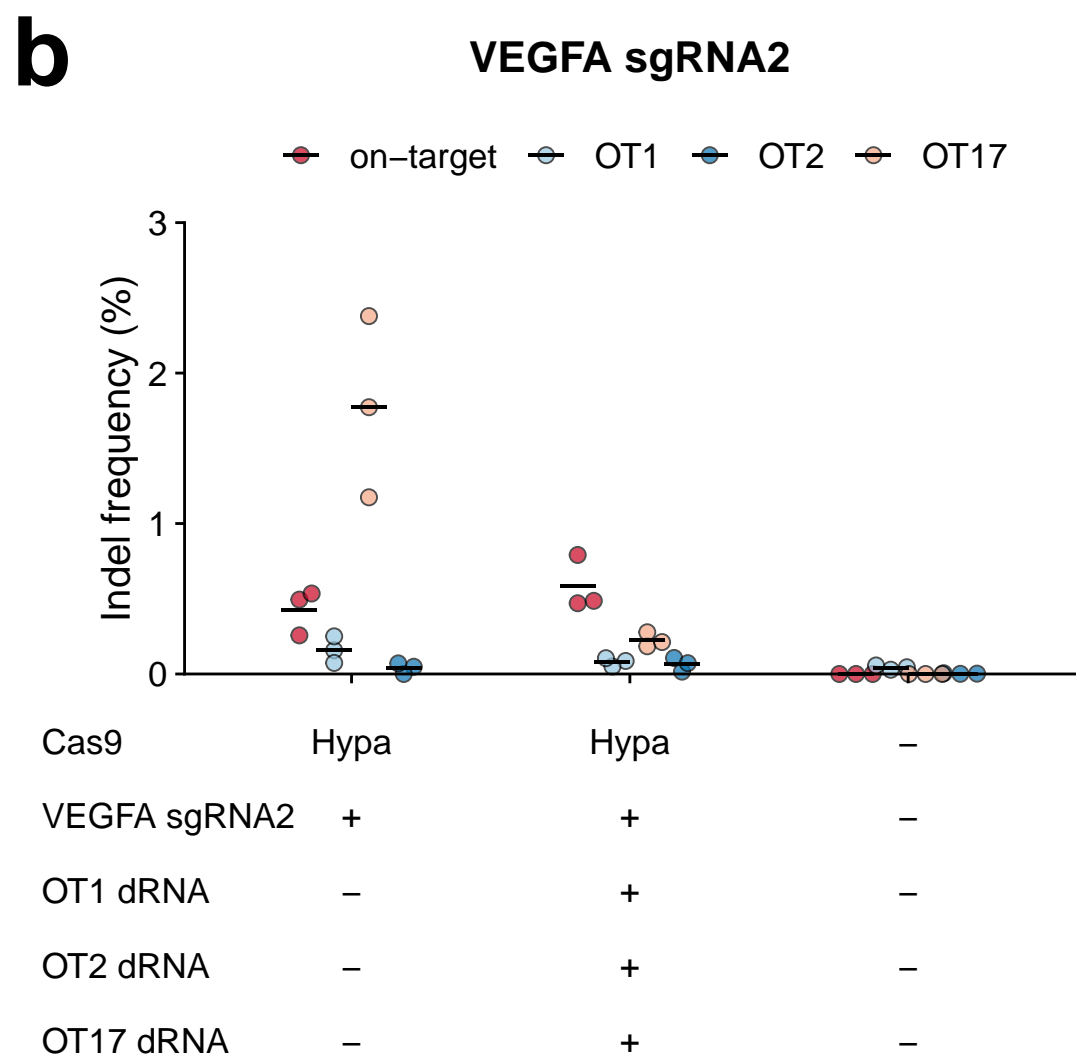 b
VEGFA sgRNA2
on−target OT1 OT2 OT17
Indel frequency (%)
3
2
1
0
Cas9 Hypa Hypa −
VEGFA sgRNA2 + + −
OT1 dRNA − + −
OT2 dRNA − + −
OT17 dRNA − + −